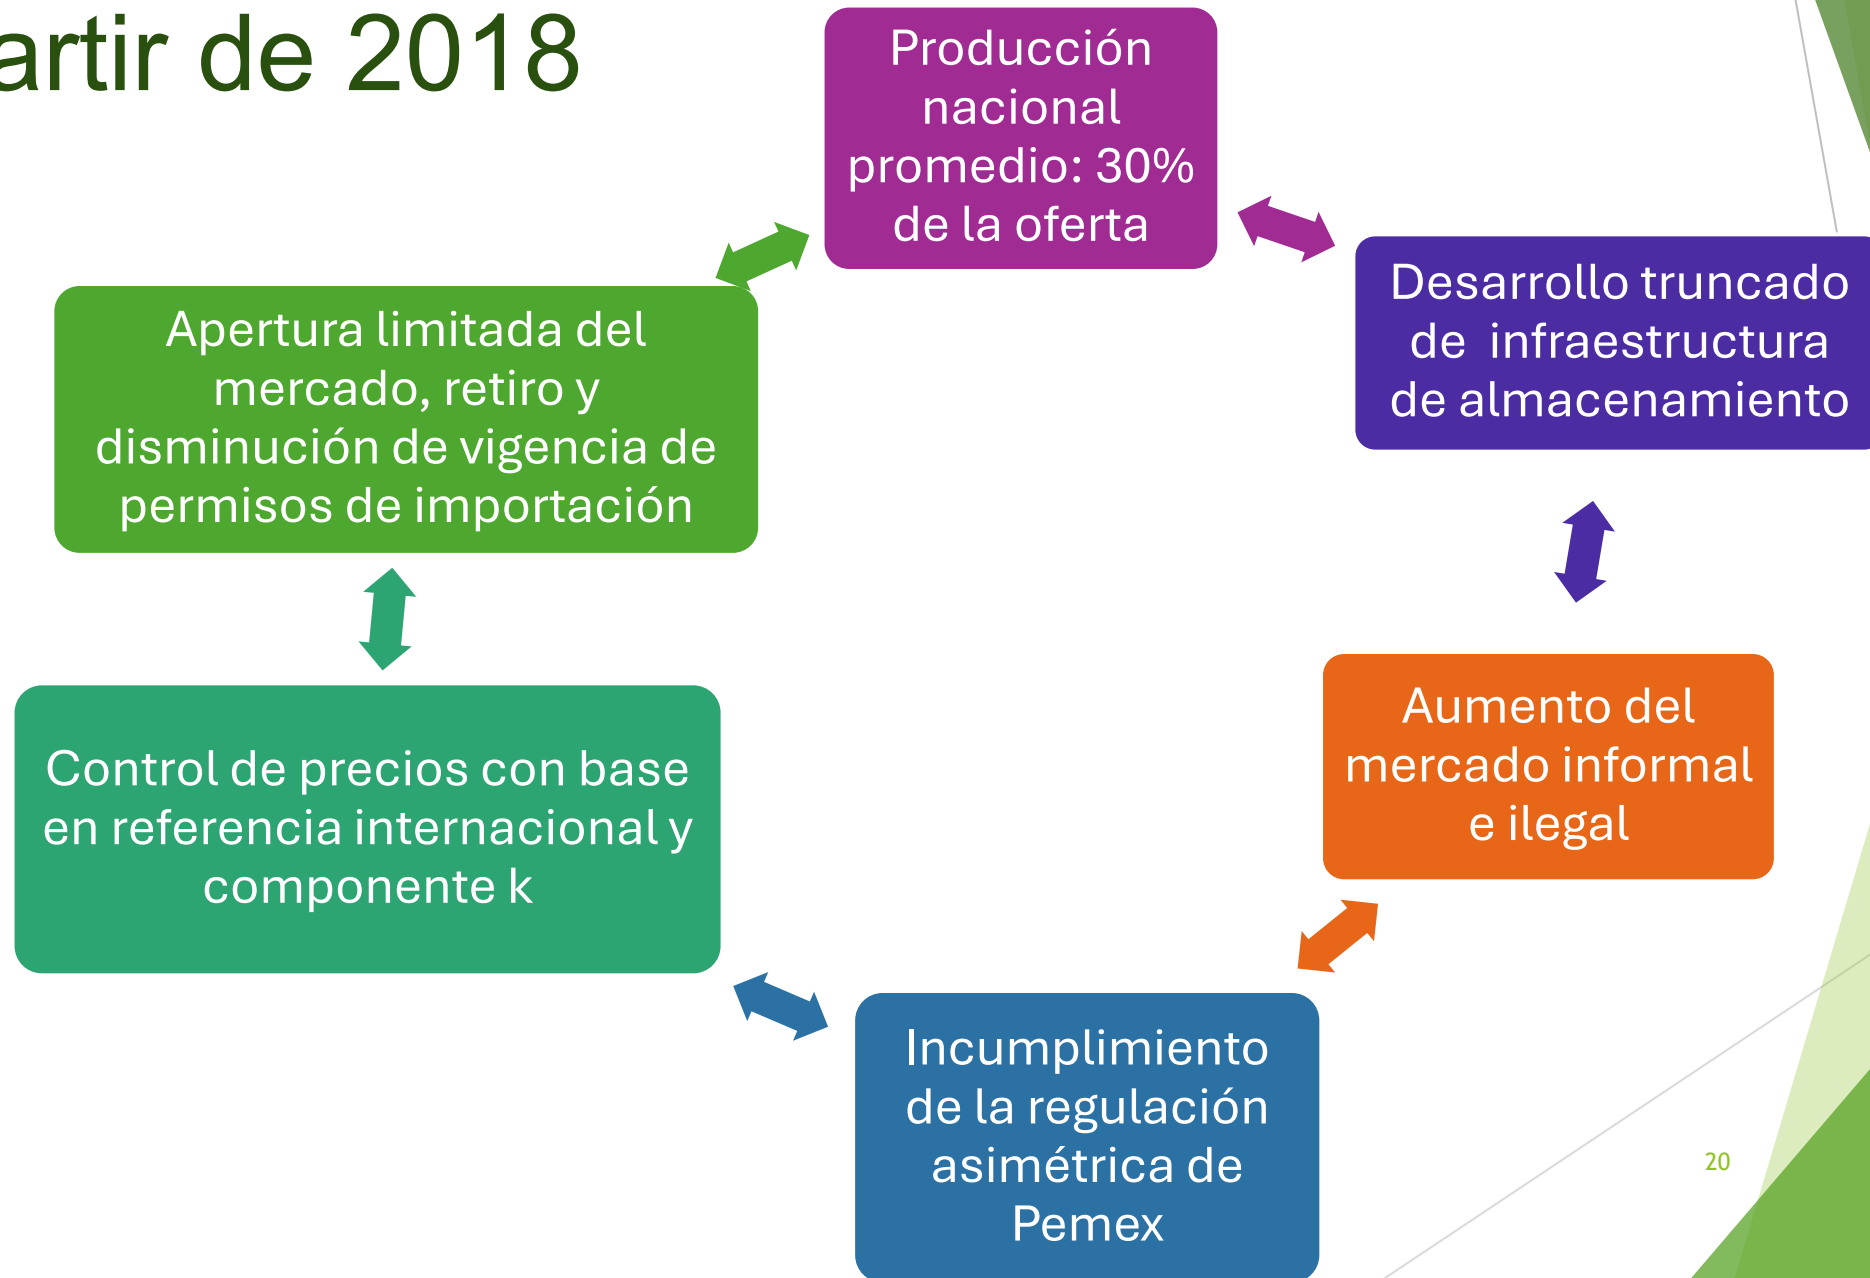 artir de 2018
Producción
nacional
promedio: 30%
de la oferta
Desarrollo truncado
de infraestructura
de almacenamiento
Aumento del
mercado informal
e ilegal
Incumplimiento
de la regulación
asimétrica de
Pemex
Control de precios con base
en referencia internacional y
componente k
Apertura limitada del
mercado, retiro y
disminución de vigencia de
permisos de importación
20